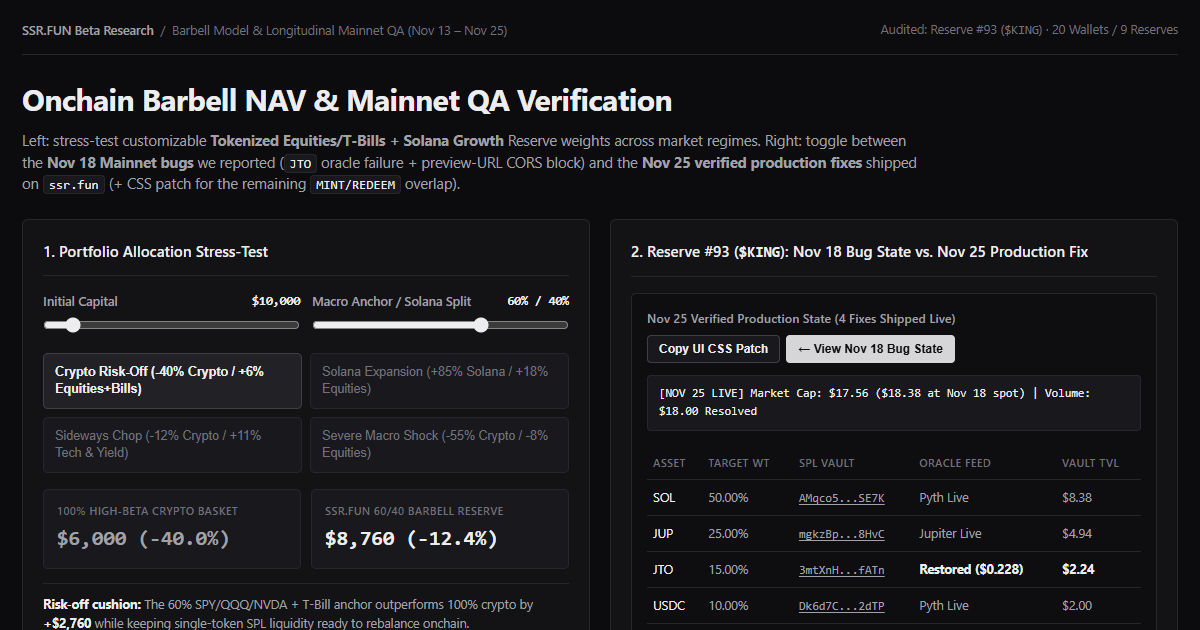 SSR.FUN Beta Research / Barbell Model & Longitudinal Mainnet QA (Nov 13 – Nov 25)
Audited: Reserve #93 ($KING) · 20 Wallets / 9 Reserves
Onchain Barbell NAV & Mainnet QA Verification
Left: stress-test customizable Tokenized Equities/T-Bills + Solana Growth Reserve weights across market regimes. Right: toggle between
the Nov 18 Mainnet bugs we reported (JTO oracle failure + preview-URL CORS block) and the Nov 25 verified production fixes shipped
on ssr.fun (+ CSS patch for the remaining MINT/REDEEM overlap).
1. Portfolio Allocation Stress-Test
Initial Capital $10,000
Macro Anchor / Solana Split 60% / 40%
Crypto Risk-Off (-40% Crypto / +6%
Equities+Bills)
Solana Expansion (+85% Solana / +18%
Equities)
Sideways Chop (-12% Crypto / +11%
Tech & Yield)
Severe Macro Shock (-55% Crypto / -8%
Equities)
100% HIGH-BETA CRYPTO BASKET
$6,000 (-40.0%)
SSR.FUN 60/40 BARBELL RESERVE
$8,760 (-12.4%)
Risk-off cushion: The 60% SPY/QQQ/NVDA + T-Bill anchor outperforms 100% crypto by
+$2,760 while keeping single-token SPL liquidity ready to rebalance onchain.
2. Reserve #93 ($KING): Nov 18 Bug State vs. Nov 25 Production Fix
Nov 25 Verified Production State (4 Fixes Shipped Live)
Copy UI CSS Patch
← View Nov 18 Bug State
[NOV 25 LIVE] Market Cap: $17.56 ($18.38 at Nov 18 spot) | Volume:
$18.00 Resolved
ASSET TARGET WT SPL VAULT ORACLE FEED VAULT TVL
SOL 50.00% AMqco5...SE7K Pyth Live $8.38
JUP 25.00% mgkzBp...8HvC Jupiter Live $4.94
JTO 15.00% 3mtXnH...fATn Restored ($0.228) $2.24
USDC 10.00% Dk6d7C...2dTP Pyth Live $2.00